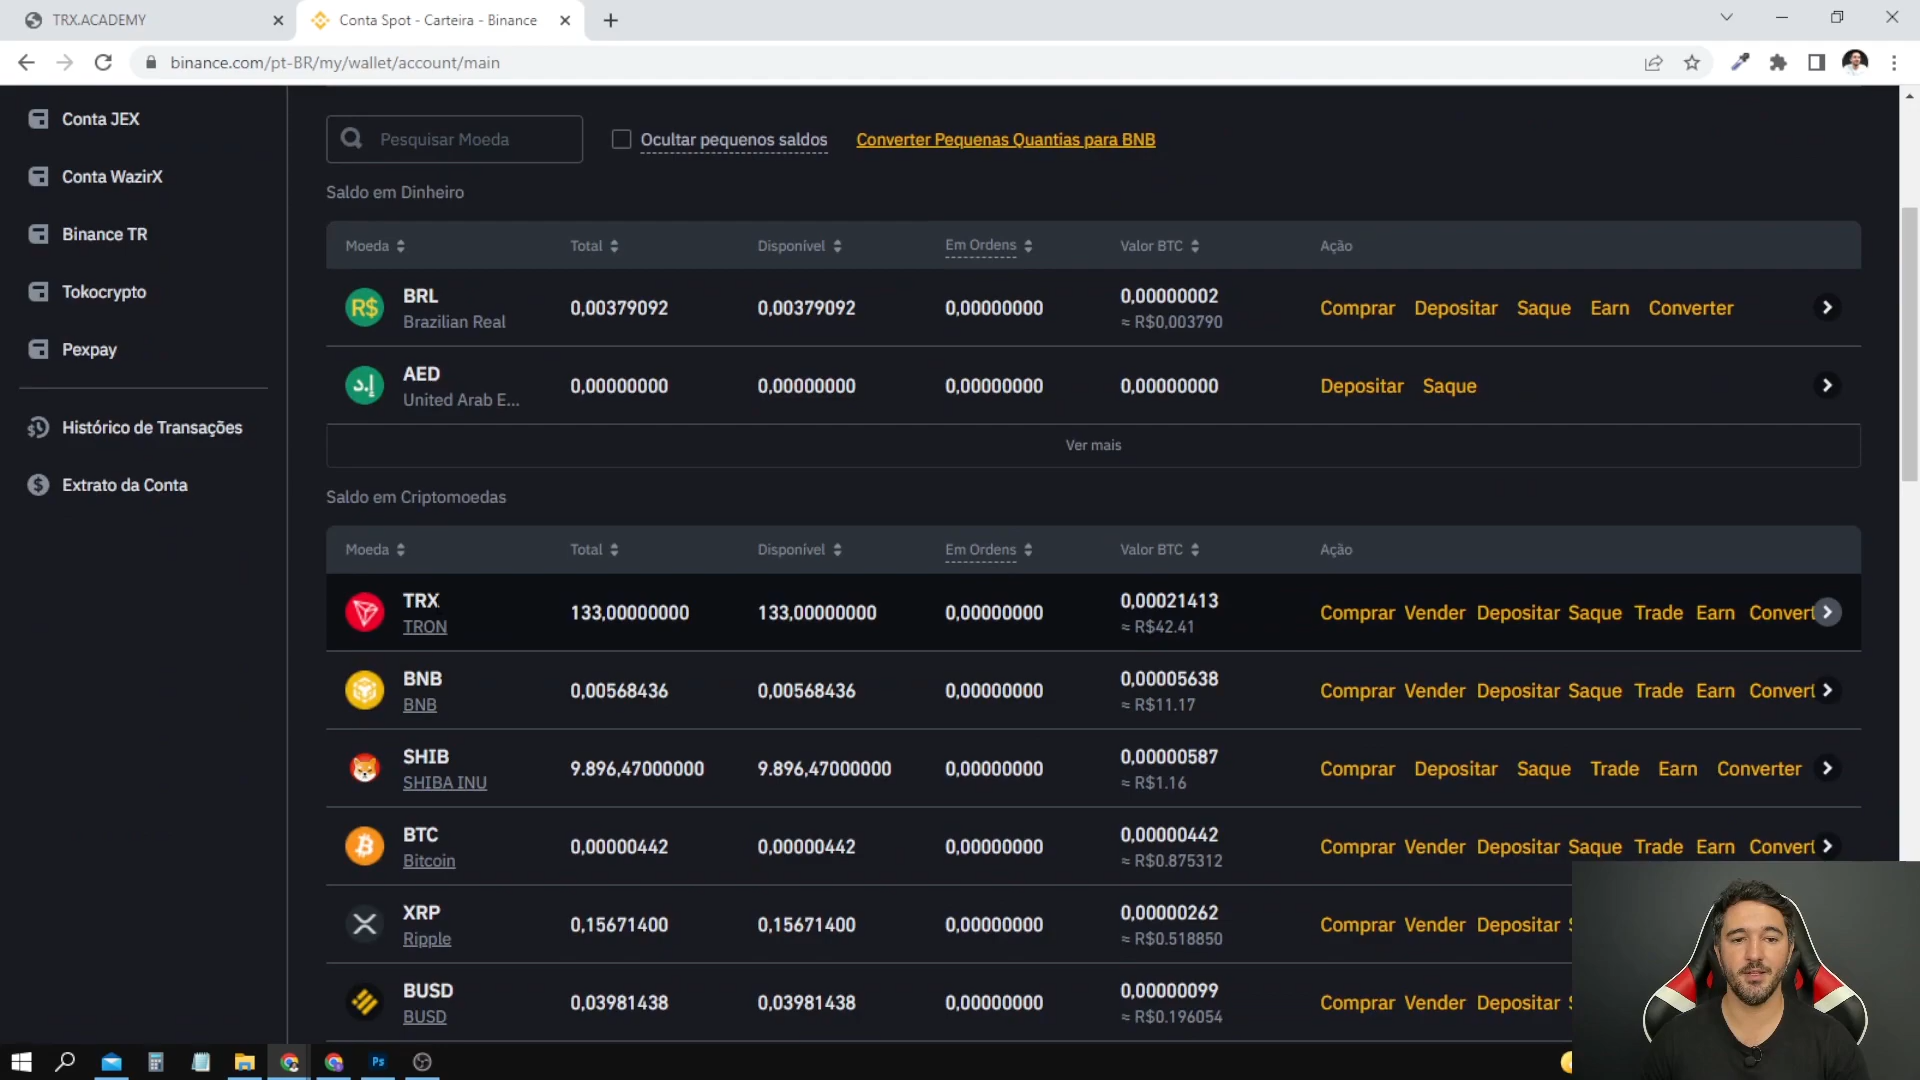 TRX.ACADEMY
Conta Spot - Carteira - Binance
binance.com/pt-BR/my/wallet/account/main
Conta JEX
Conta WazirX
Binance TR
Tokocrypto
Pexpay
Histórico de Transações
Extrato da Conta
Pesquisar Moeda
Ocultar pequenos saldos
Converter Pequenas Quantias para BNB
Saldo em Dinheiro
Moeda Total Disponível Em Ordens Valor BTC Ação
R$ BRL 0,00379092 0,00379092 0,00000000 0,00000002 Comprar Depositar Saque Earn Converter
Brazilian Real ≈ R$0,003790
د.إ AED 0,00000000 0,00000000 0,00000000 0,00000000 Depositar Saque
United Arab E...
Ver mais
Saldo em Criptomoedas
Moeda Total Disponível Em Ordens Valor BTC Ação
TRX 133,00000000 133,00000000 0,00000000 0,00021413 Comprar Vender Depositar Saque Trade Earn Convert
TRON ≈ R$42.41
BNB 0,00568436 0,00568436 0,00000000 0,00005638 Comprar Vender Depositar Saque Trade Earn Convert
BNB ≈ R$11.17
SHIB 9.896,47000000 9.896,47000000 0,00000000 0,00000587 Comprar Depositar Saque Trade Earn Converter
SHIBA INU ≈ R$1.16
BTC 0,00000442 0,00000442 0,00000000 0,00000442 Comprar Vender Depositar Saque Trade Earn Convert
Bitcoin ≈ R$0.875312
XRP 0,15671400 0,15671400 0,00000000 0,00000262 Comprar Vender Depositar
Ripple ≈ R$0.518850
BUSD 0,03981438 0,03981438 0,00000000 0,00000099 Comprar Vender Depositar
BUSD ≈ R$0.196054
Ps